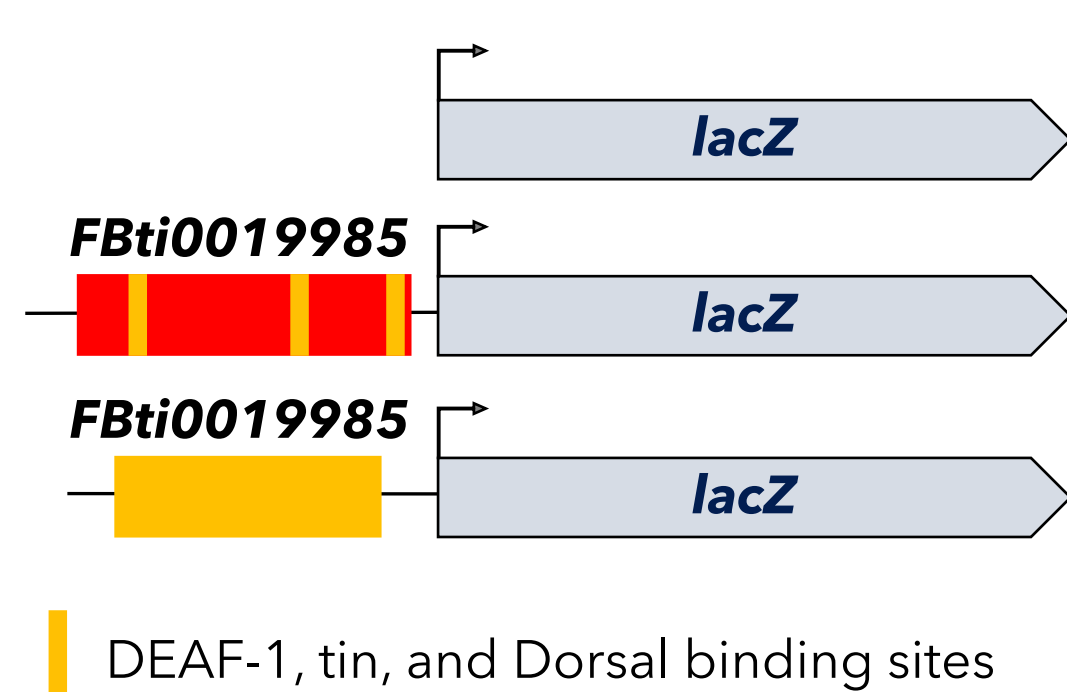 lacZ
FBti0019985
lacZ
FBti0019985
lacZ
DEAF-1, tin, and Dorsal binding sites